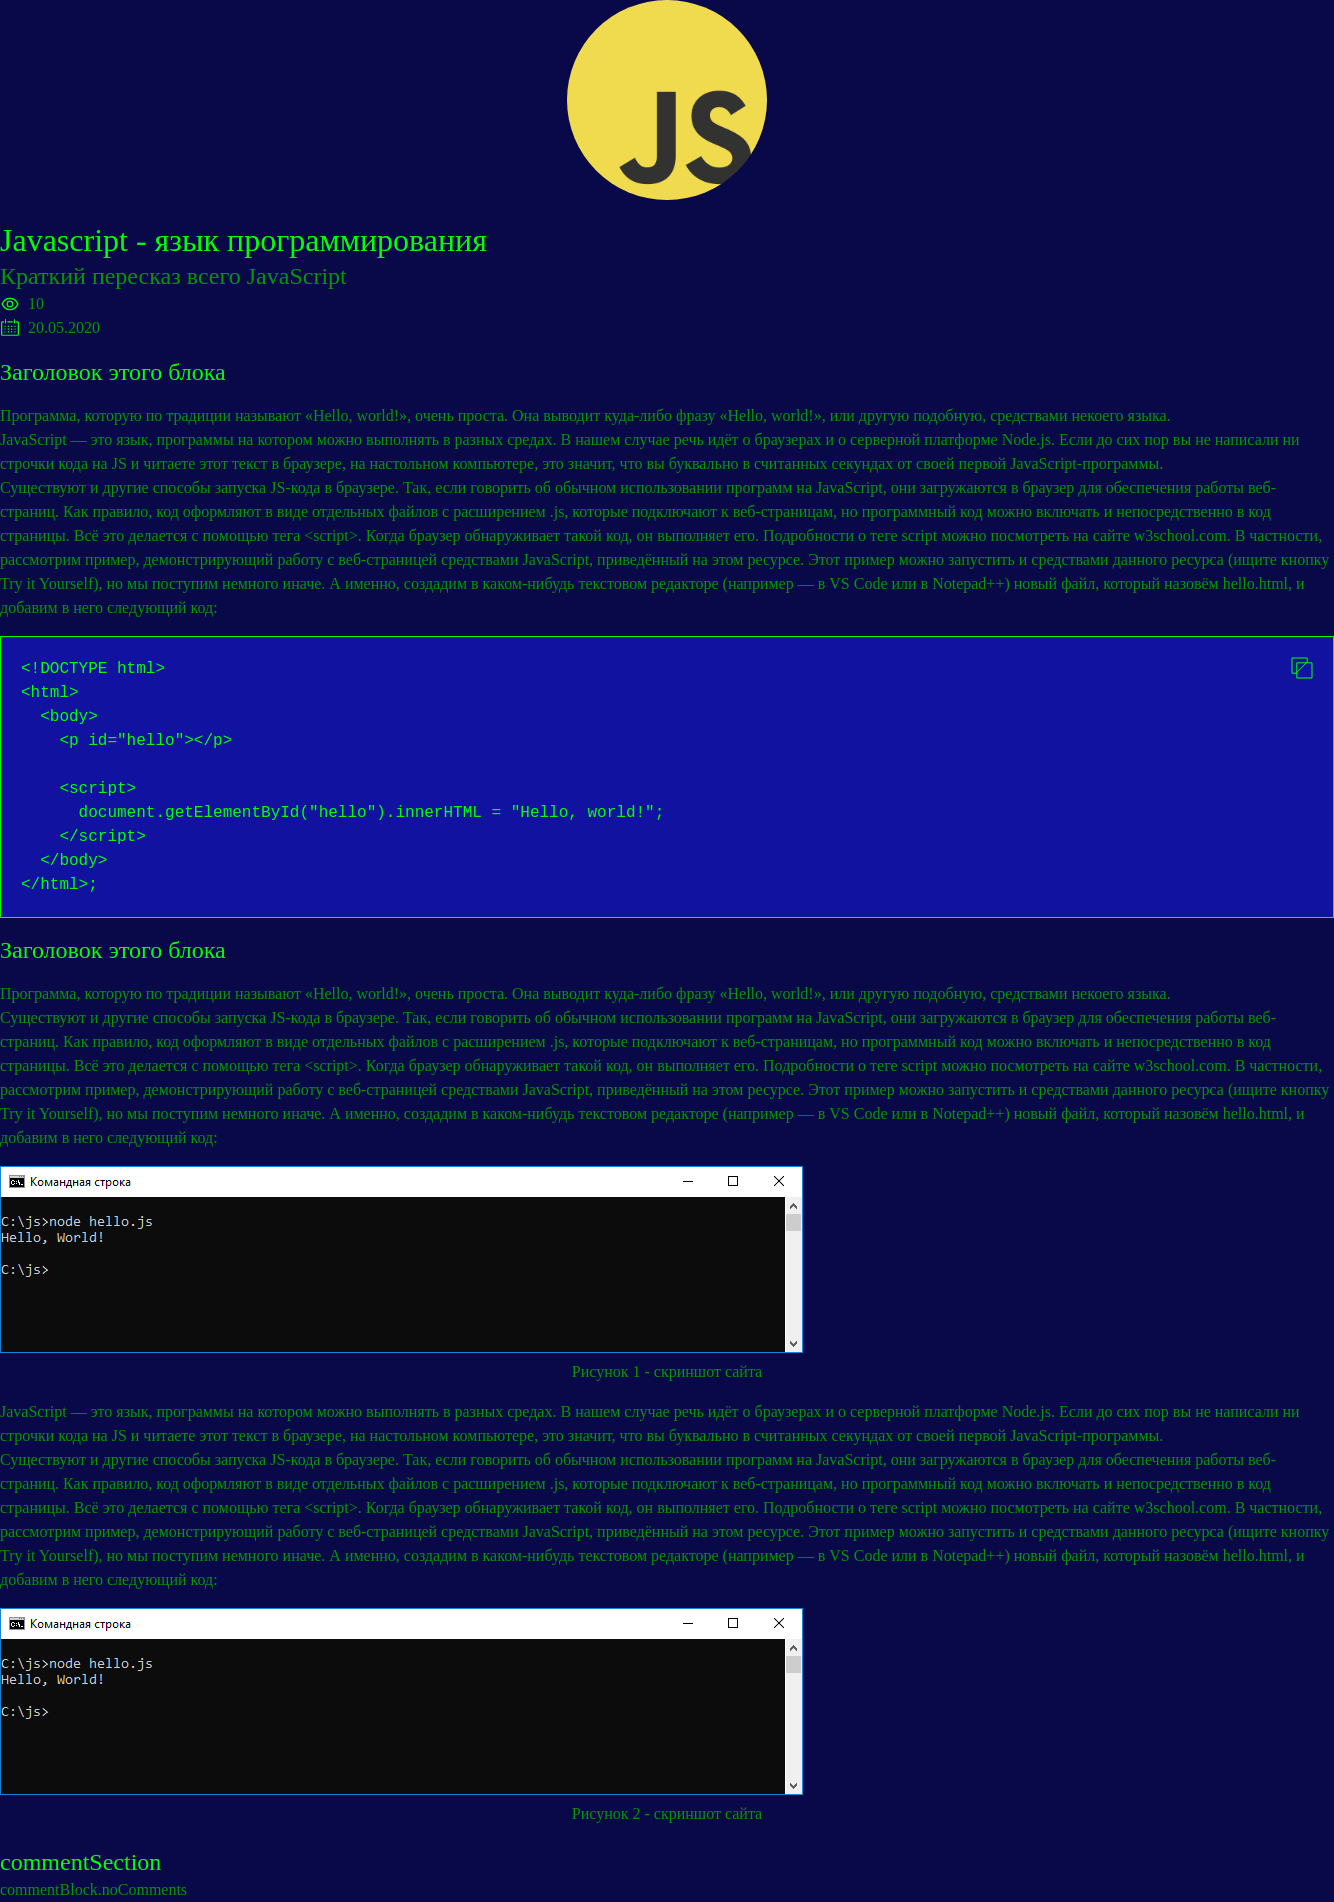 JS
Javascript - язык программирования
Краткий пересказ всего JavaScript
10
20.05.2020
Заголовок этого блока
Программа, которую по традиции называют «Hello, world!», очень проста. Она выводит куда-либо фразу «Hello, world!», или другую подобную, средствами некоего языка.
JavaScript — это язык, программы на котором можно выполнять в разных средах. В нашем случае речь идёт о браузерах и о серверной платформе Node.js. Если до сих пор вы не написали ни
строчки кода на JS и читаете этот текст в браузере, на настольном компьютере, это значит, что вы буквально в считанных секундах от своей первой JavaScript-программы.
Существуют и другие способы запуска JS-кода в браузере. Так, если говорить об обычном использовании программ на JavaScript, они загружаются в браузер для обеспечения работы веб-
страниц. Как правило, код оформляют в виде отдельных файлов с расширением .js, которые подключают к веб-страницам, но программный код можно включать и непосредственно в код
страницы. Всё это делается с помощью тега <script>. Когда браузер обнаруживает такой код, он выполняет его. Подробности о теге script можно посмотреть на сайте w3school.com. В частности,
рассмотрим пример, демонстрирующий работу с веб-страницей средствами JavaScript, приведённый на этом ресурсе. Этот пример можно запустить и средствами данного ресурса (ищите кнопку
Try it Yourself), но мы поступим немного иначе. А именно, создадим в каком-нибудь текстовом редакторе (например — в VS Code или в Notepad++) новый файл, который назовём hello.html, и
добавим в него следующий код:
<!DOCTYPE html>
<html>
  <body>
    <p id="hello"></p>
    <script>
      document.getElementById("hello").innerHTML = "Hello, world!";
    </script>
  </body>
</html>;
Заголовок этого блока
Программа, которую по традиции называют «Hello, world!», очень проста. Она выводит куда-либо фразу «Hello, world!», или другую подобную, средствами некоего языка.
Существуют и другие способы запуска JS-кода в браузере. Так, если говорить об обычном использовании программ на JavaScript, они загружаются в браузер для обеспечения работы веб-
страниц. Как правило, код оформляют в виде отдельных файлов с расширением .js, которые подключают к веб-страницам, но программный код можно включать и непосредственно в код
страницы. Всё это делается с помощью тега <script>. Когда браузер обнаруживает такой код, он выполняет его. Подробности о теге script можно посмотреть на сайте w3school.com. В частности,
рассмотрим пример, демонстрирующий работу с веб-страницей средствами JavaScript, приведённый на этом ресурсе. Этот пример можно запустить и средствами данного ресурса (ищите кнопку
Try it Yourself), но мы поступим немного иначе. А именно, создадим в каком-нибудь текстовом редакторе (например — в VS Code или в Notepad++) новый файл, который назовём hello.html, и
добавим в него следующий код:
Командная строка
C:\js>node hello.js
Hello, World!
C:\js>
Рисунок 1 - скриншот сайта
JavaScript — это язык, программы на котором можно выполнять в разных средах. В нашем случае речь идёт о браузерах и о серверной платформе Node.js. Если до сих пор вы не написали ни
строчки кода на JS и читаете этот текст в браузере, на настольном компьютере, это значит, что вы буквально в считанных секундах от своей первой JavaScript-программы.
Существуют и другие способы запуска JS-кода в браузере. Так, если говорить об обычном использовании программ на JavaScript, они загружаются в браузер для обеспечения работы веб-
страниц. Как правило, код оформляют в виде отдельных файлов с расширением .js, которые подключают к веб-страницам, но программный код можно включать и непосредственно в код
страницы. Всё это делается с помощью тега <script>. Когда браузер обнаруживает такой код, он выполняет его. Подробности о теге script можно посмотреть на сайте w3school.com. В частности,
рассмотрим пример, демонстрирующий работу с веб-страницей средствами JavaScript, приведённый на этом ресурсе. Этот пример можно запустить и средствами данного ресурса (ищите кнопку
Try it Yourself), но мы поступим немного иначе. А именно, создадим в каком-нибудь текстовом редакторе (например — в VS Code или в Notepad++) новый файл, который назовём hello.html, и
добавим в него следующий код:
Командная строка
C:\js>node hello.js
Hello, World!
C:\js>
Рисунок 2 - скриншот сайта
commentSection
commentBlock.noComments